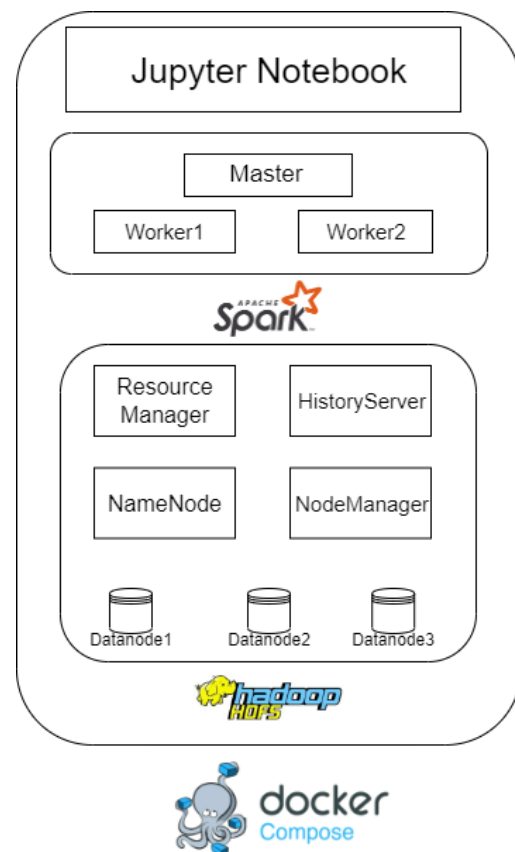 Jupyter Notebook
Master
Worker1
Worker2
APACHE
Spark
Resource
Manager
HistoryServer
NameNode
NodeManager
Datanode1
Datanode2
Datanode3
hadoop
HDFS
docker
Compose